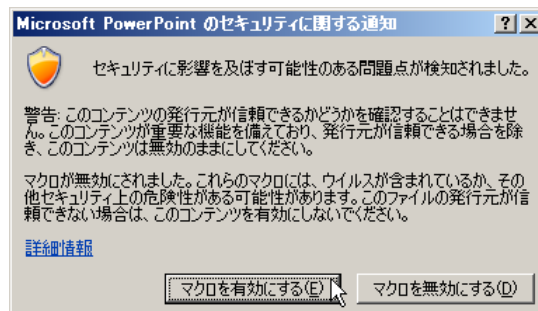 Microsoft PowerPoint のセキュリティに関する通知
セキュリティに影響を及ぼす可能性のある問題点が検知されました。
警告: このコンテンツの発行元が信頼できるかどうかを確認することはできませ
ん。このコンテンツが重要な機能を備えており、発行元が信頼できる場合を除
き、このコンテンツは無効のままにしてください。
マクロが無効にされました。これらのマクロには、ウイルスが含まれているか、その
他セキュリティ上の危険性がある可能性があります。このファイルの発行元が信
頼できない場合は、このコンテンツを有効にしないでください。
詳細情報
マクロを有効にする(E) マクロを無効にする(D)